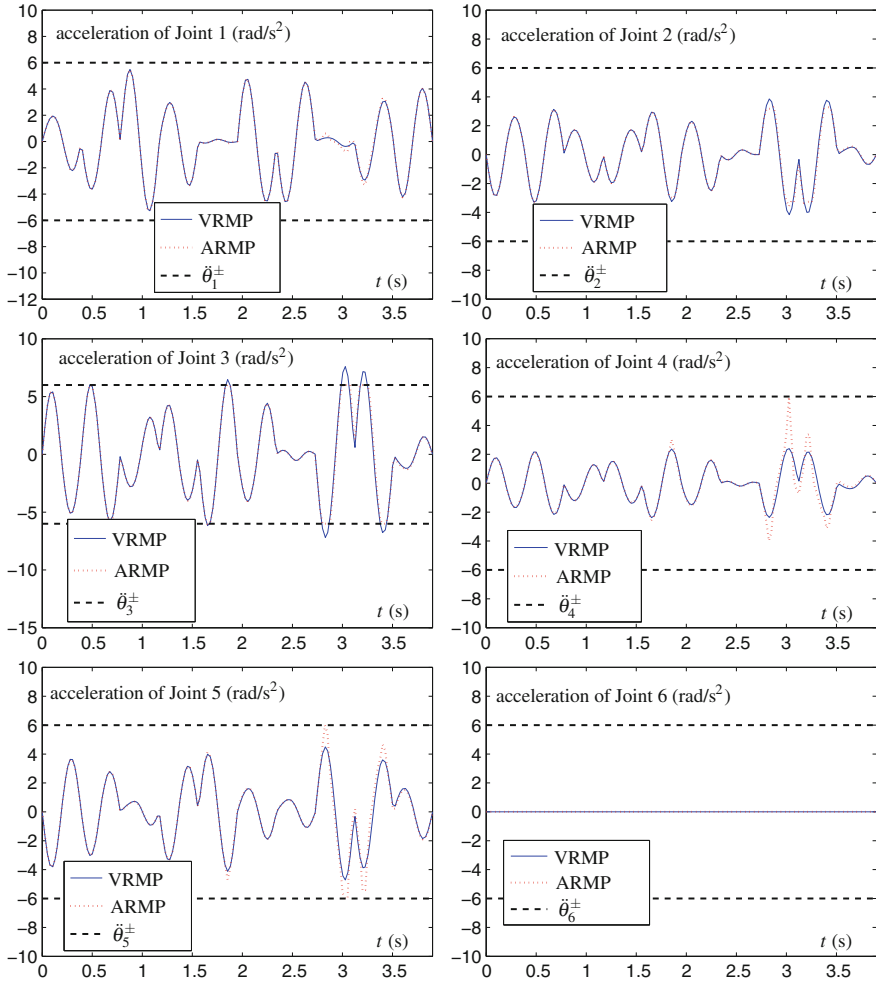 acceleration of Joint 1 (rad/s²)
10
8
6
4
2
0
−2
−4
−6
−8
−10
−12
VRMP
ARMP
θ̈₁±
t (s)
0 0.5 1 1.5 2 2.5 3 3.5
acceleration of Joint 2 (rad/s²)
10
8
6
4
2
0
−2
−4
−6
−8
−10
VRMP
ARMP
θ̈₂±
t (s)
0 0.5 1 1.5 2 2.5 3 3.5
acceleration of Joint 3 (rad/s²)
10
5
0
−5
−10
−15
VRMP
ARMP
θ̈₃±
t (s)
0 0.5 1 1.5 2 2.5 3 3.5
acceleration of Joint 4 (rad/s²)
10
8
6
4
2
0
−2
−4
−6
−8
−10
VRMP
ARMP
θ̈₄±
t (s)
0 0.5 1 1.5 2 2.5 3 3.5
acceleration of Joint 5 (rad/s²)
10
8
6
4
2
0
−2
−4
−6
−8
−10
VRMP
ARMP
θ̈₅±
t (s)
0 0.5 1 1.5 2 2.5 3 3.5
acceleration of Joint 6 (rad/s²)
10
8
6
4
2
0
−2
−4
−6
−8
−10
VRMP
ARMP
θ̈₆±
t (s)
0 0.5 1 1.5 2 2.5 3 3.5